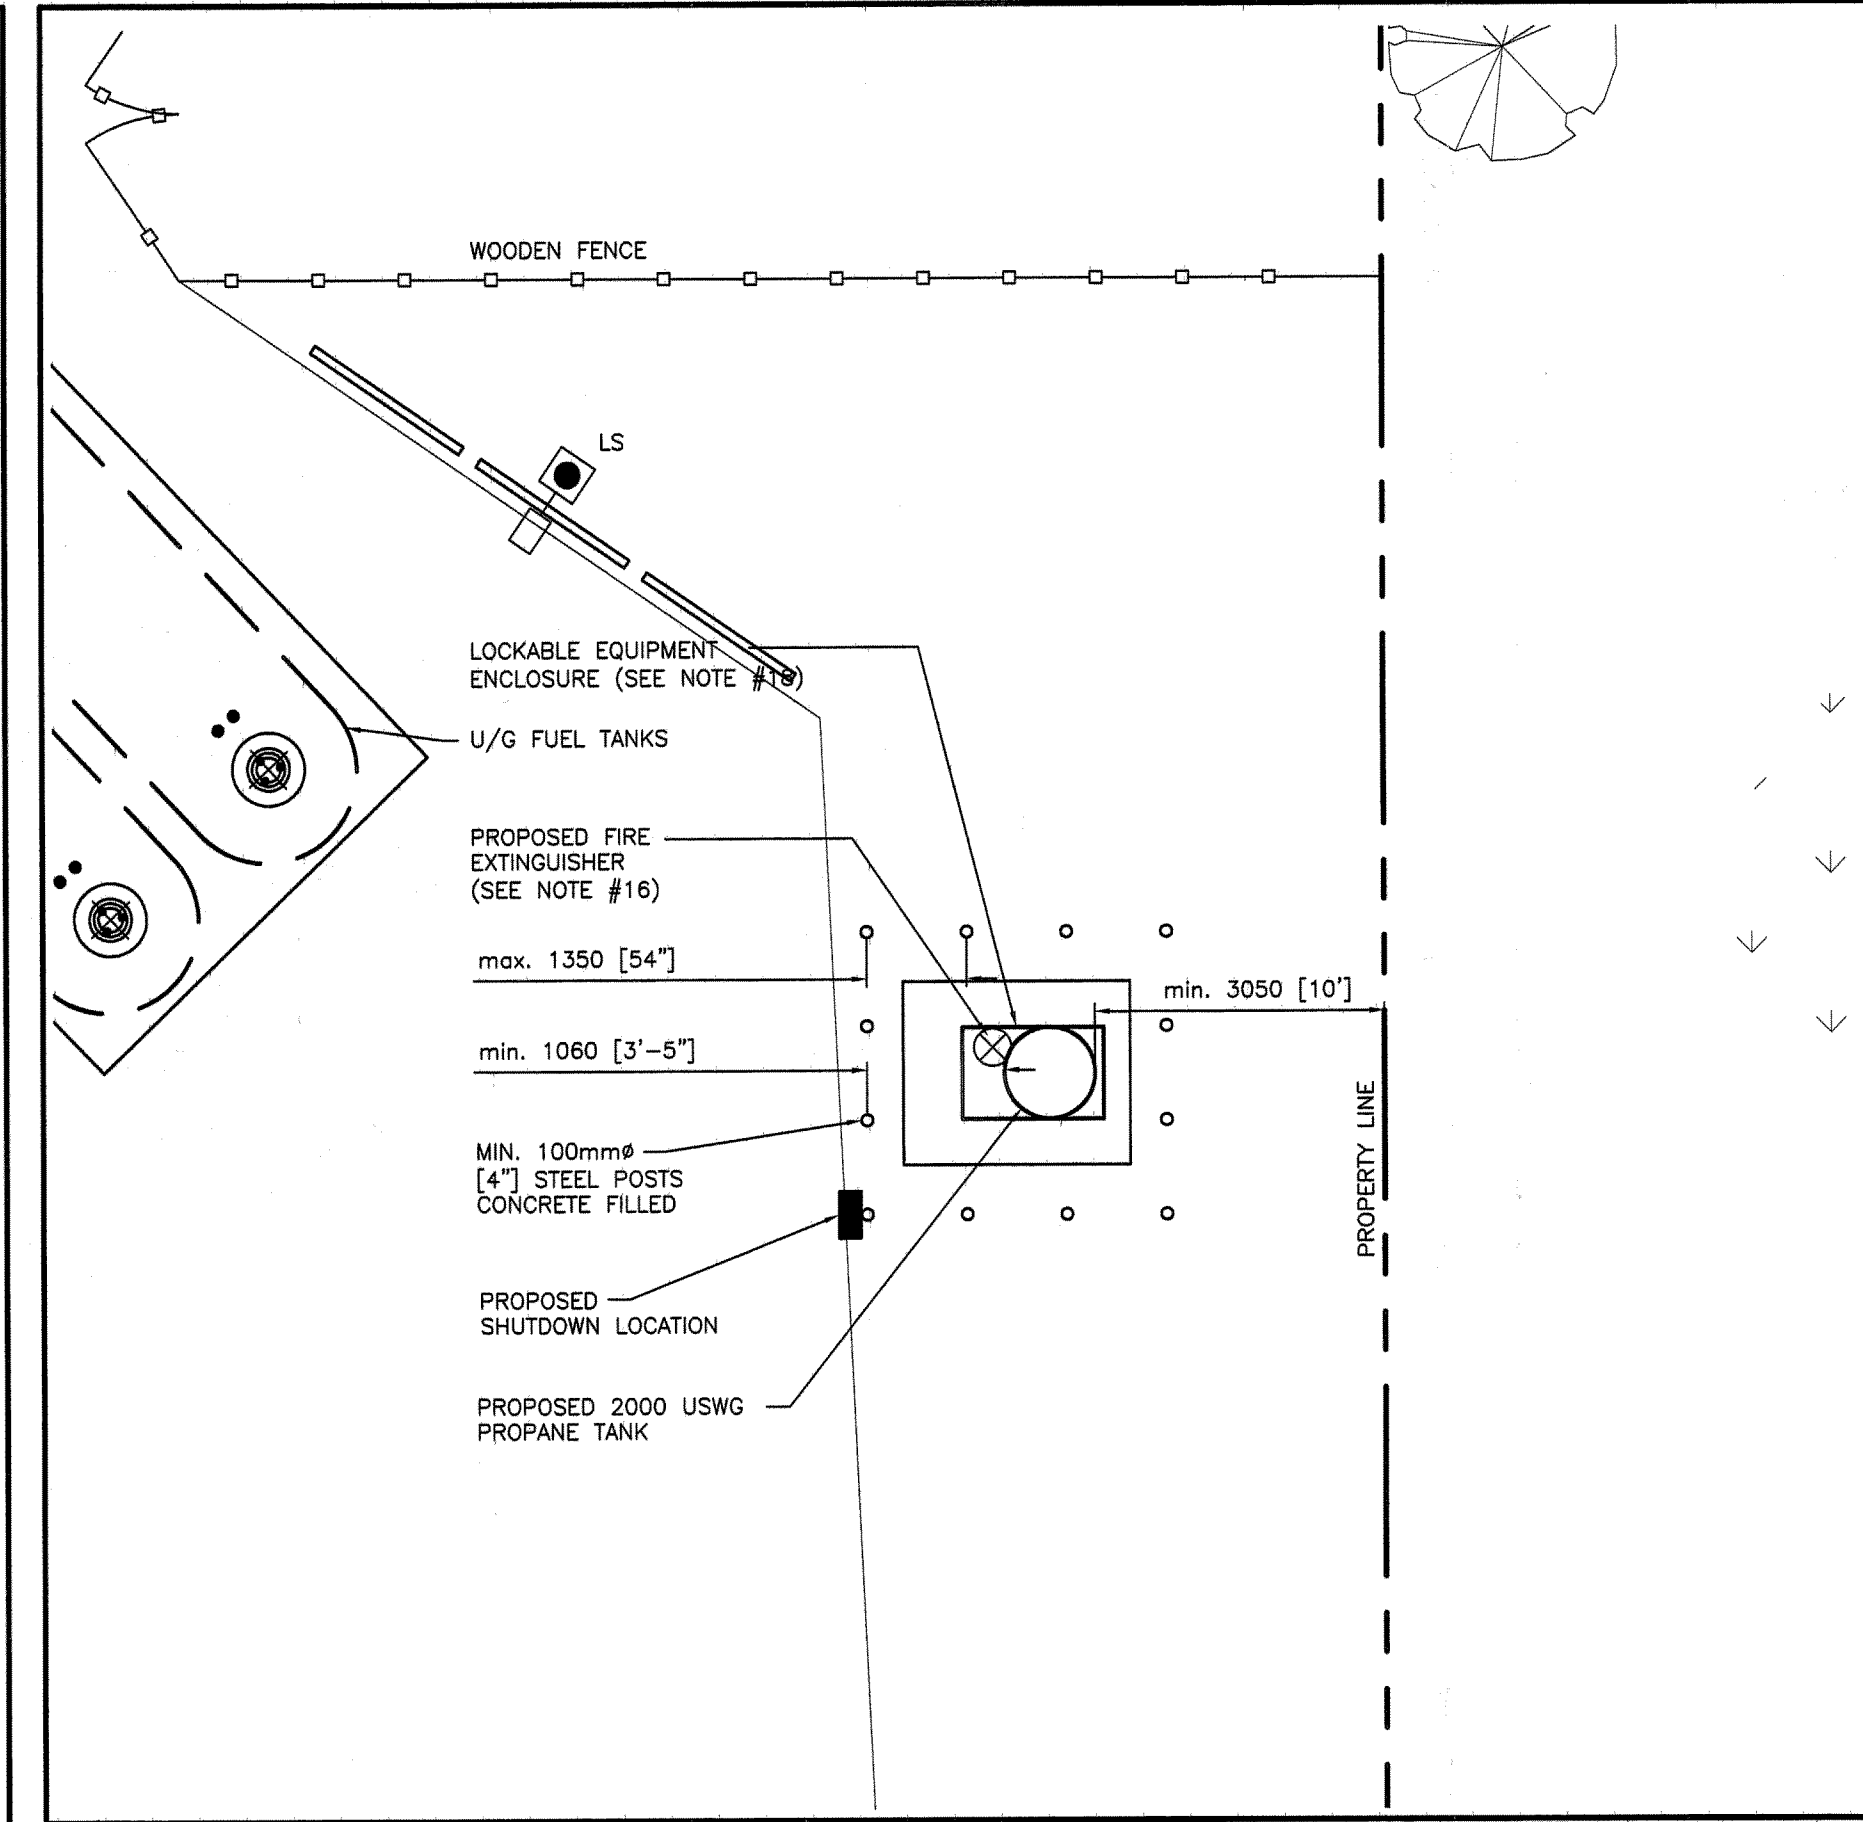 WOODEN FENCE
LS
LOCKABLE EQUIPMENT
ENCLOSURE (SEE NOTE
U/G FUEL TANKS
PROPOSED FIRE
EXTINGUISHER
(SEE NOTE #16)
max. 1350 [54"]
min. 3050 [10']
min. 1060 [3'-5"]
MIN. 100mmø
[4"] STEEL POSTS
CONCRETE FILLED
PROPERTY LINE
PROPOSED
SHUTDOWN LOCATION
PROPOSED 2000 USWG
PROPANE TANK